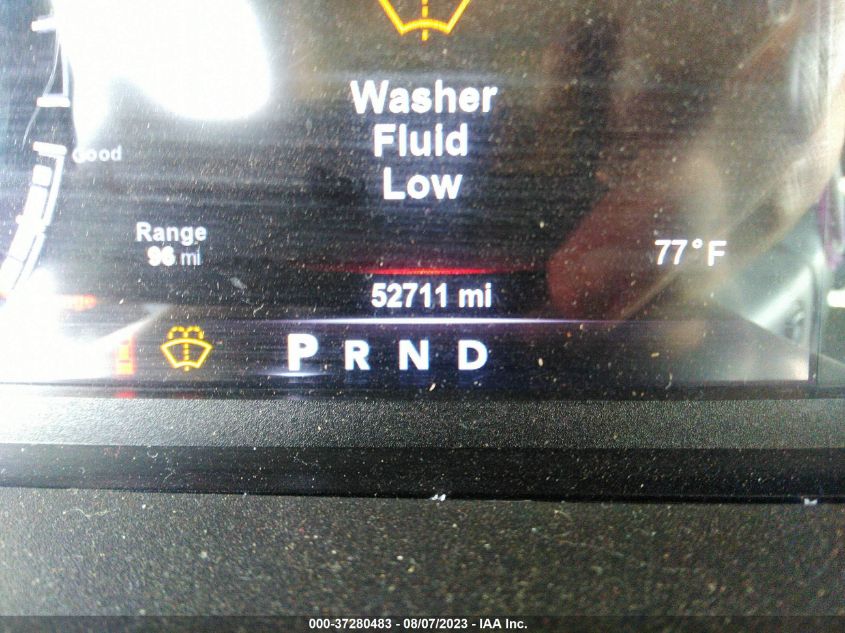 Washer
Fluid
Low
Good
Range
96 mi
77°F
52711 mi
P R N D
000-37280483 - 08/07/2023 - IAA Inc.